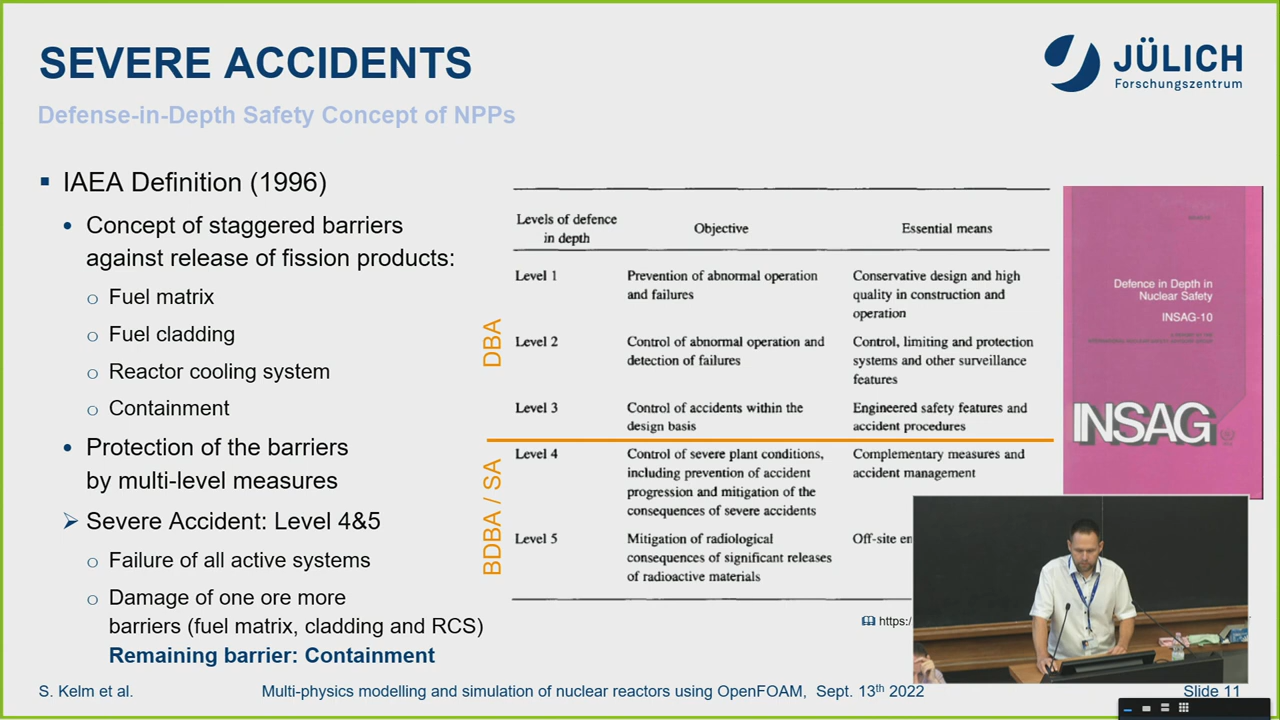 SEVERE ACCIDENTS
JÜLICH
Forschungszentrum
Defense-in-Depth Safety Concept of NPPs
▪ IAEA Definition (1996)
• Concept of staggered barriers
against release of fission products:
o Fuel matrix
o Fuel cladding
o Reactor cooling system
o Containment
• Protection of the barriers
by multi-level measures
➢ Severe Accident: Level 4&5
o Failure of all active systems
o Damage of one ore more
barriers (fuel matrix, cladding and RCS)
Remaining barrier: Containment
Levels of defence
in depth
Objective
Essential means
DBA
Level 1
Prevention of abnormal operation
and failures
Conservative design and high
quality in construction and
operation
Level 2
Control of abnormal operation and
detection of failures
Control, limiting and protection
systems and other surveillance
features
Level 3
Control of accidents within the
design basis
Engineered safety features and
accident procedures
BDBA / SA
Level 4
Control of severe plant conditions,
including prevention of accident
progression and mitigation of the
consequences of severe accidents
Complementary measures and
accident management
Level 5
Mitigation of radiological
consequences of significant releases
of radioactive materials
Off-site
https:/
Defence in Depth in
Nuclear Safety
INSAG-10
INSAG
S. Kelm et al.
Multi-physics modelling and simulation of nuclear reactors using OpenFOAM, Sept. 13th 2022
Slide 11